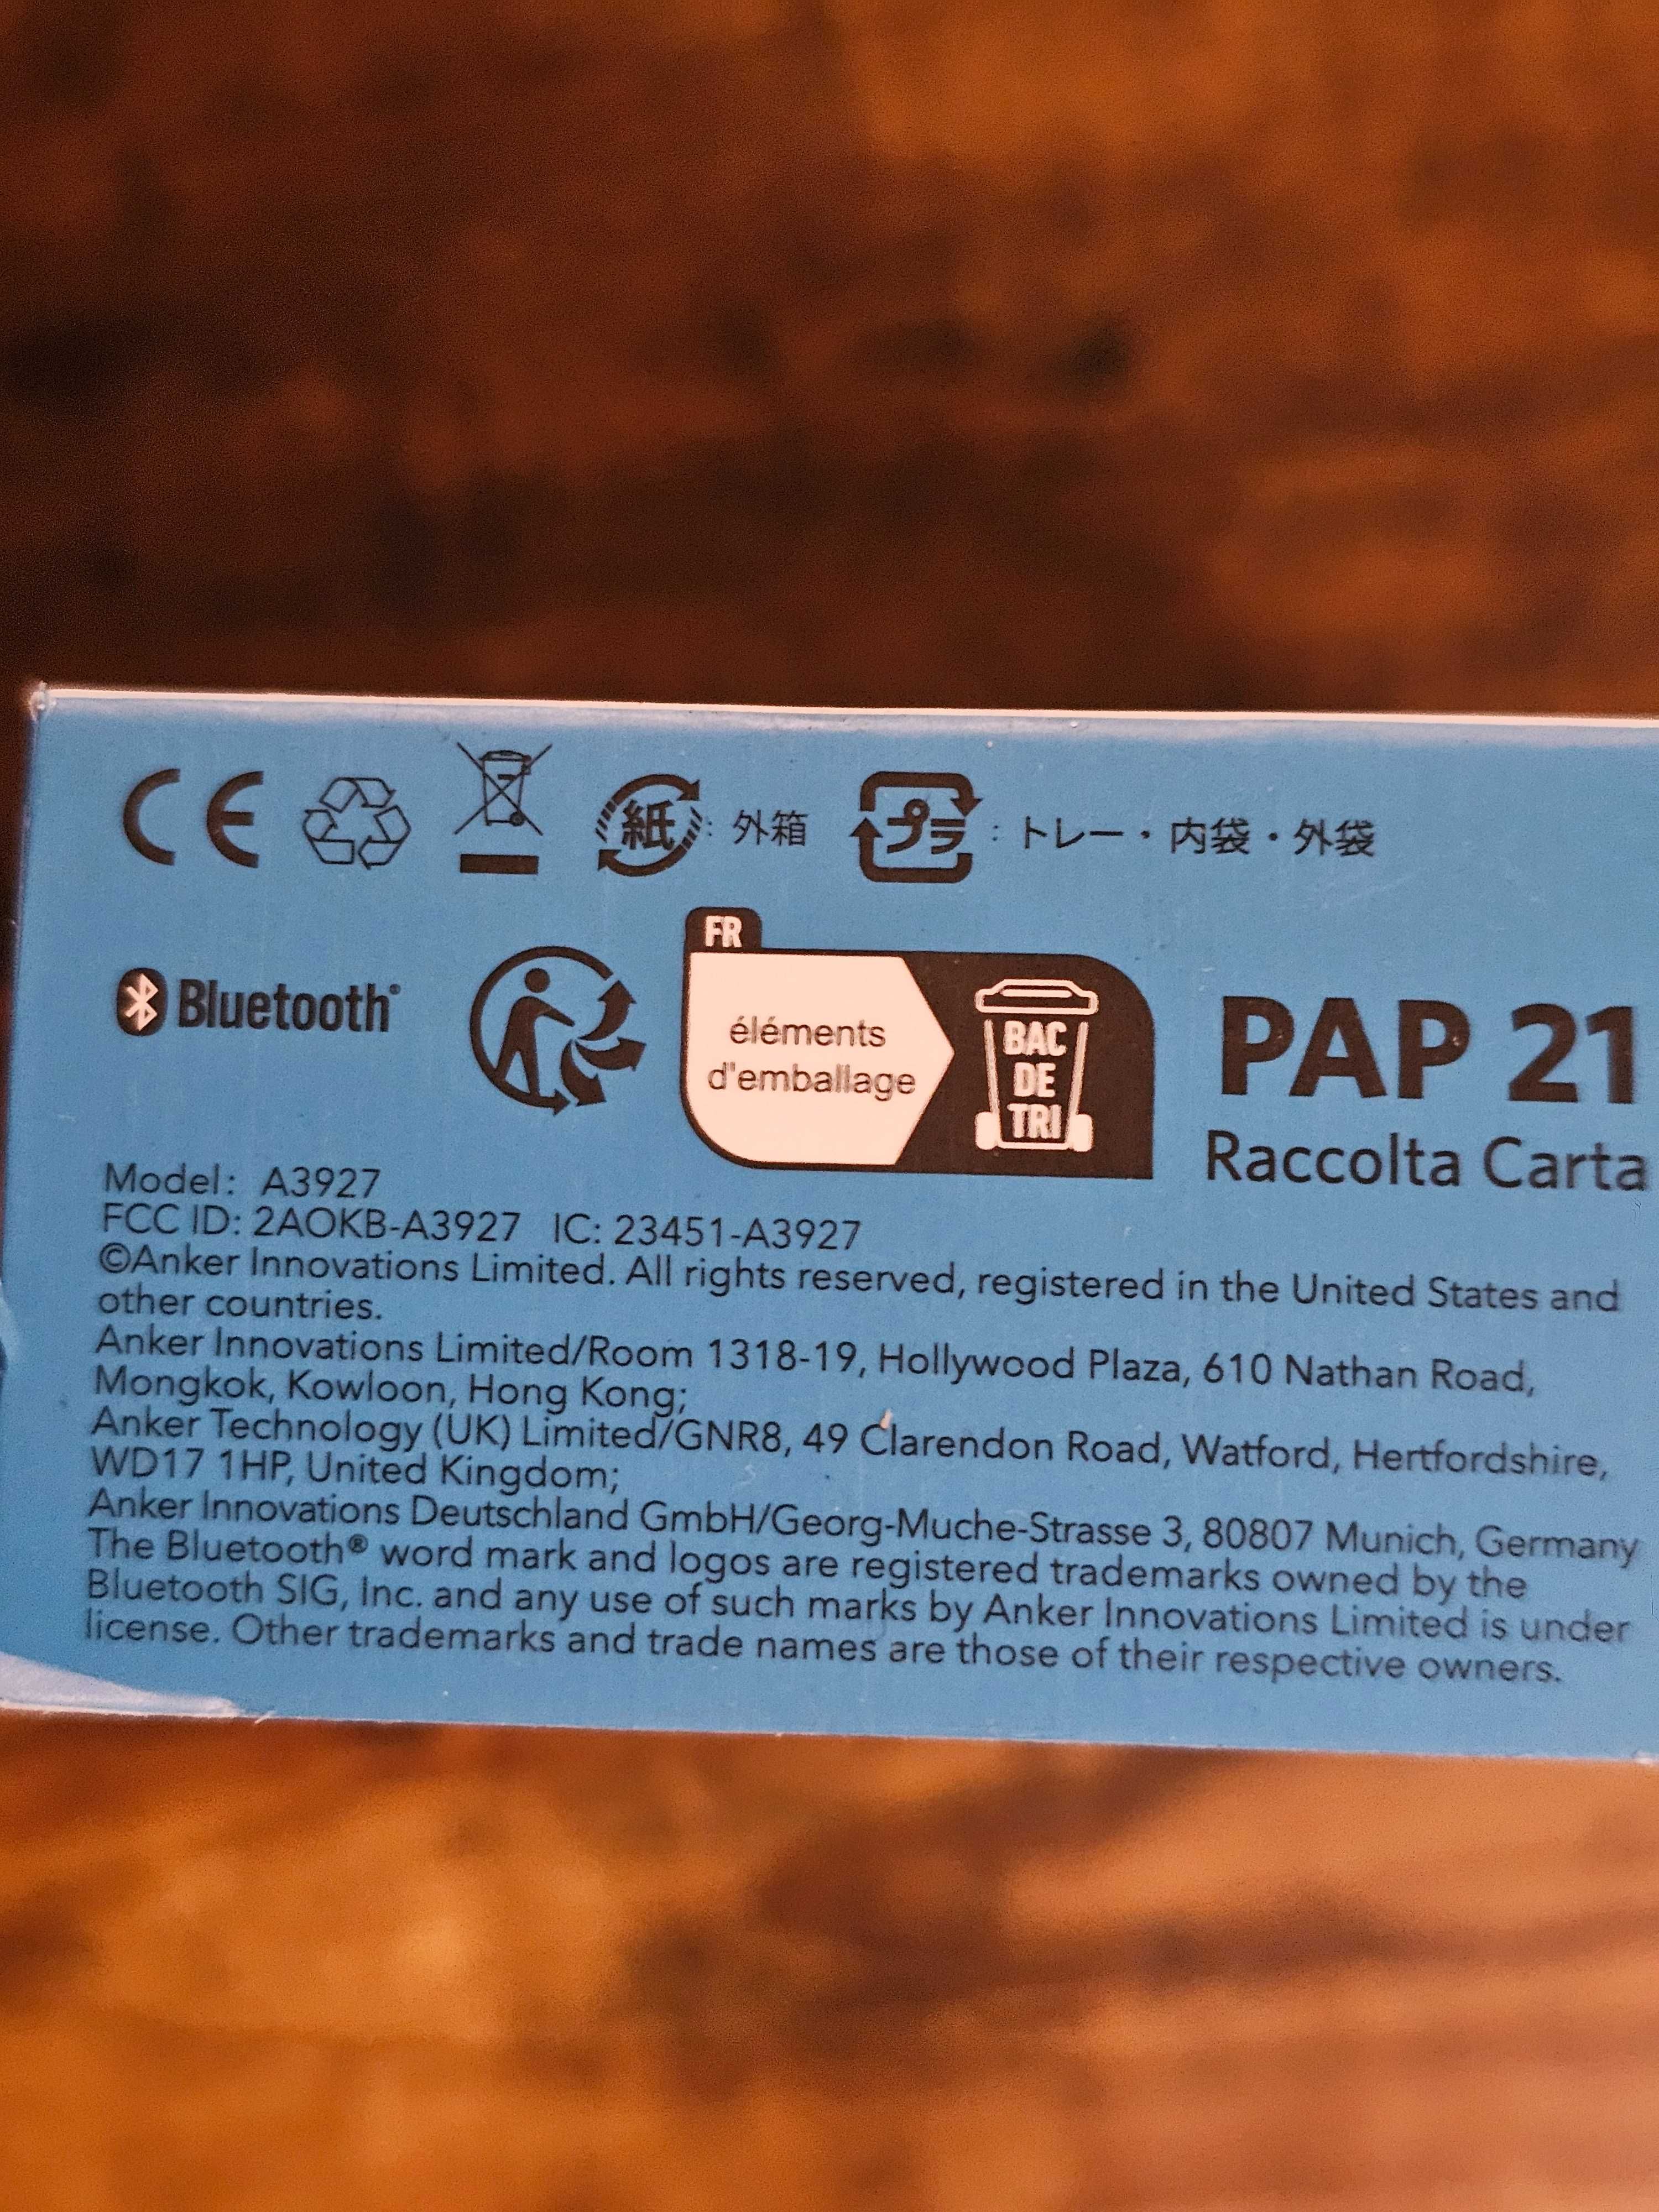 CE
紙 : 外箱
プラ : トレー・内袋・外袋
Bluetooth®
FR
éléments
d'emballage
BAC
DE
TRI
PAP 21
Raccolta Carta
Model: A3927
FCC ID: 2AOKB-A3927 IC: 23451-A3927
©Anker Innovations Limited. All rights reserved, registered in the United States and
other countries.
Anker Innovations Limited/Room 1318-19, Hollywood Plaza, 610 Nathan Road,
Mongkok, Kowloon, Hong Kong;
Anker Technology (UK) Limited/GNR8, 49 Clarendon Road, Watford, Hertfordshire,
WD17 1HP, United Kingdom;
Anker Innovations Deutschland GmbH/Georg-Muche-Strasse 3, 80807 Munich, Germany
The Bluetooth® word mark and logos are registered trademarks owned by the
Bluetooth SIG, Inc. and any use of such marks by Anker Innovations Limited is under
license. Other trademarks and trade names are those of their respective owners.